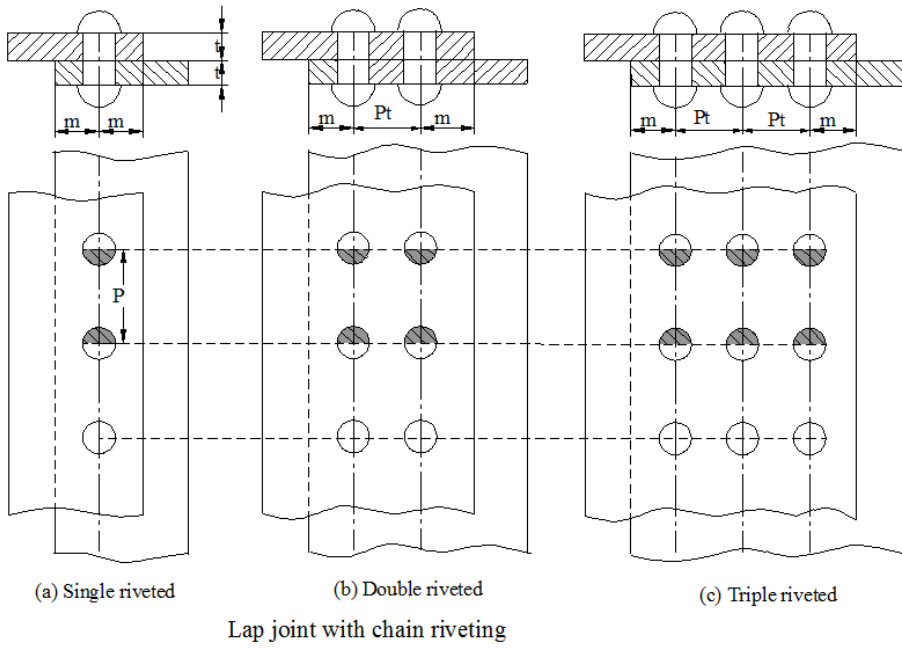 t
t
m m
m Pt m
m Pt Pt m
P
(a) Single riveted
(b) Double riveted
(c) Triple riveted
Lap joint with chain riveting